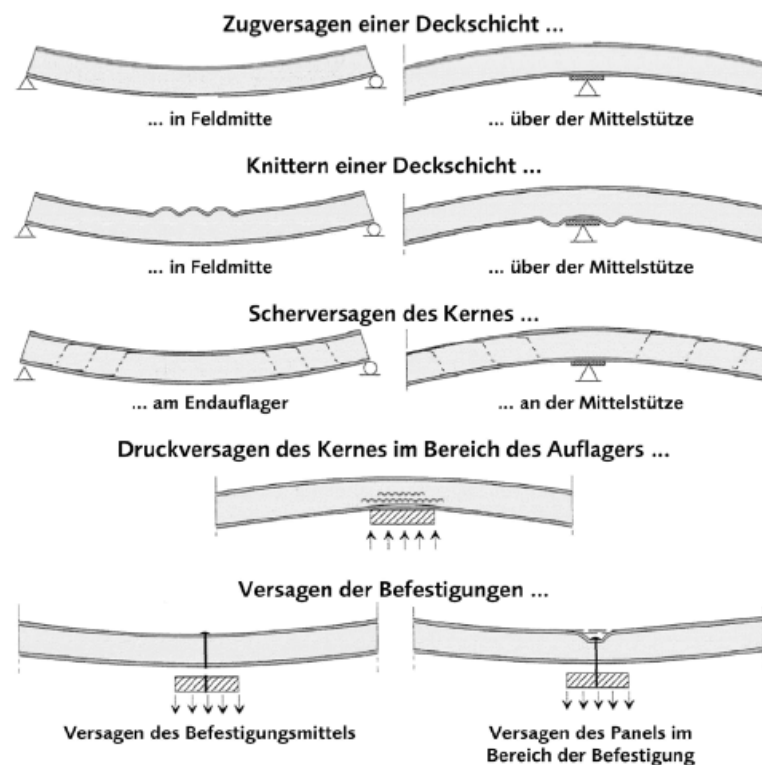 Zugversagen einer Deckschicht ...
... in Feldmitte
... über der Mittelstütze
Knittern einer Deckschicht ...
... in Feldmitte
... über der Mittelstütze
Scherversagen des Kernes ...
... am Endauflager
... an der Mittelstütze
Druckversagen des Kernes im Bereich des Auflagers ...
Versagen der Befestigungen ...
Versagen des Befestigungsmittels
Versagen des Panels im
Bereich der Befestigung